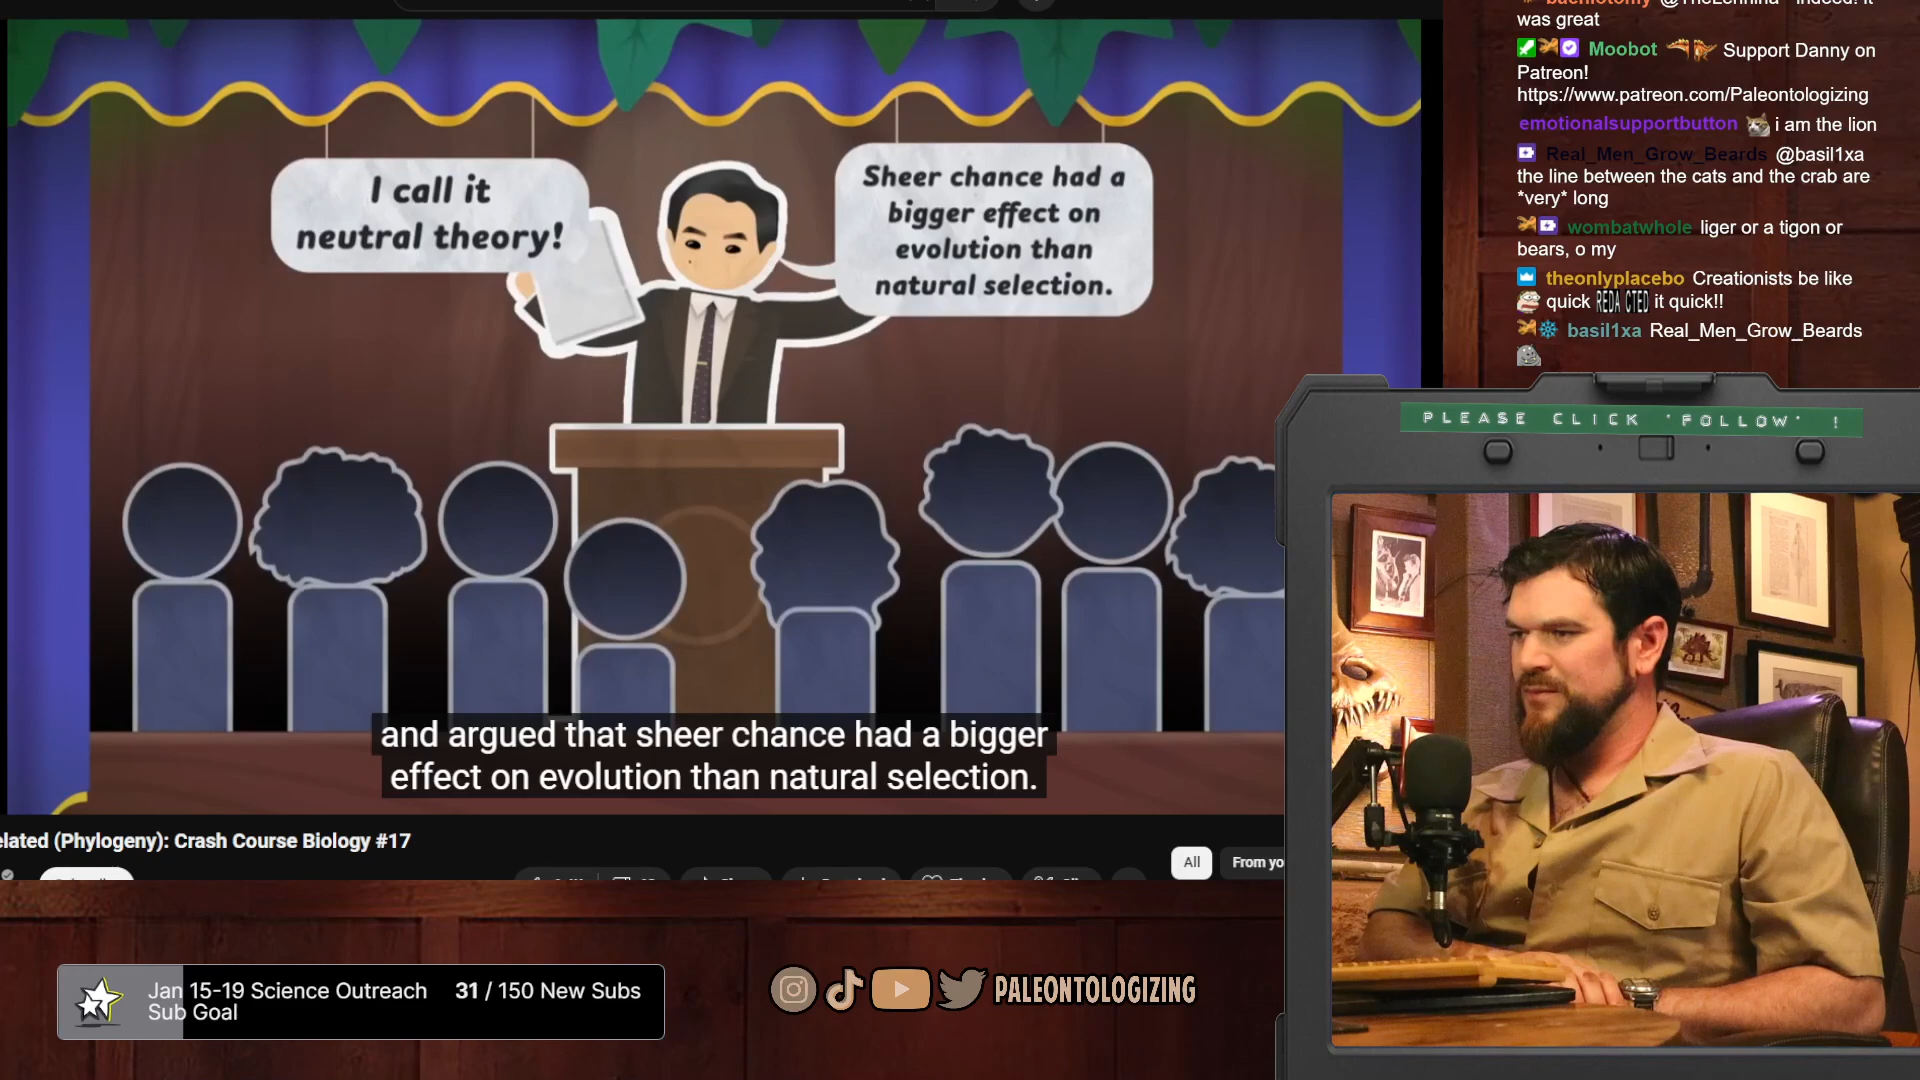 was great
Moobot Support Danny on
Patreon!
https://www.patreon.com/Paleontologizing
emotionalsupportbutton i am the lion
Real_Men_Grow_Beards @basil1xa
the line between the cats and the crab are
*very* long
wombatwhole liger or a tigon or
bears, o my
theonlyplacebo Creationists be like
quick REDACTED it quick!!
basil1xa Real_Men_Grow_Beards
I call it
neutral theory!
Sheer chance had a
bigger effect on
evolution than
natural selection.
PLEASE CLICK "FOLLOW" !
and argued that sheer chance had a bigger
effect on evolution than natural selection.
elated (Phylogeny): Crash Course Biology #17
All
From yo
Jan 15-19 Science Outreach
Sub Goal
31 / 150 New Subs
PALEONTOLOGIZING